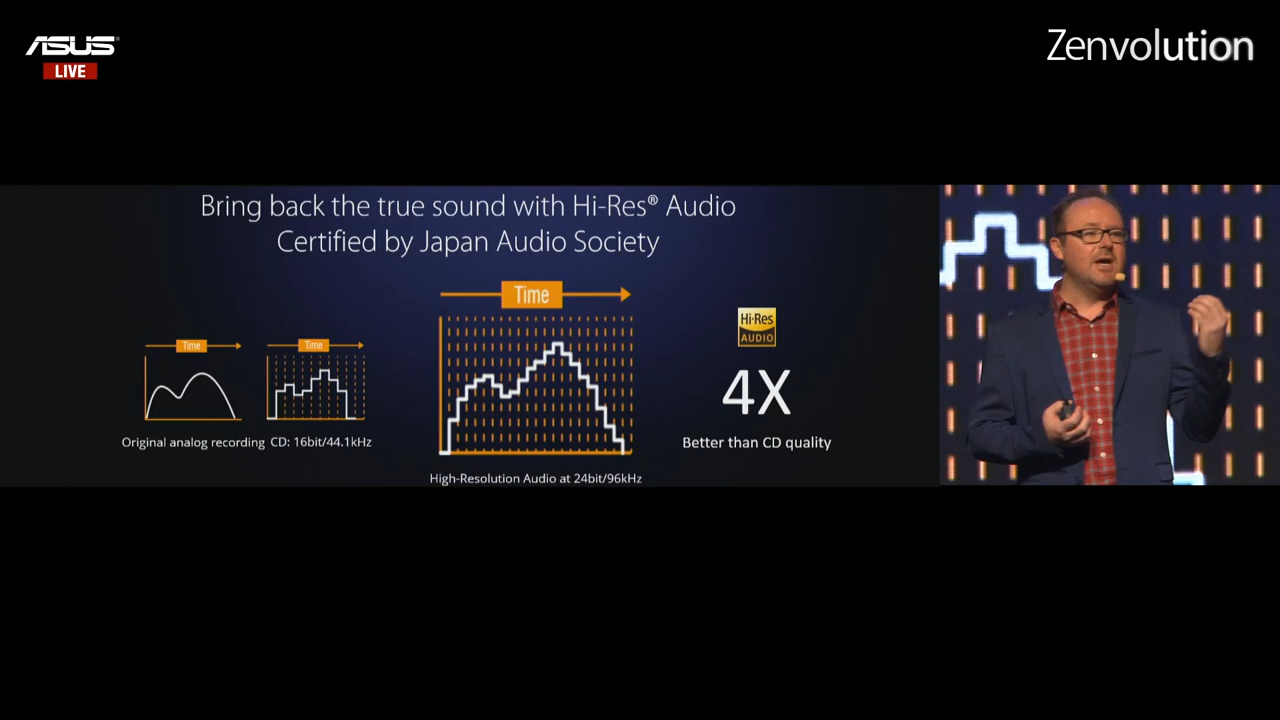 ASUS
LIVE
Zenvolution
Bring back the true sound with Hi-Res® Audio
Certified by Japan Audio Society
Time
Time
Time
Hi·Res
AUDIO
4X
Original analog recording
CD: 16bit/44.1kHz
Better than CD quality
High-Resolution Audio at 24bit/96kHz